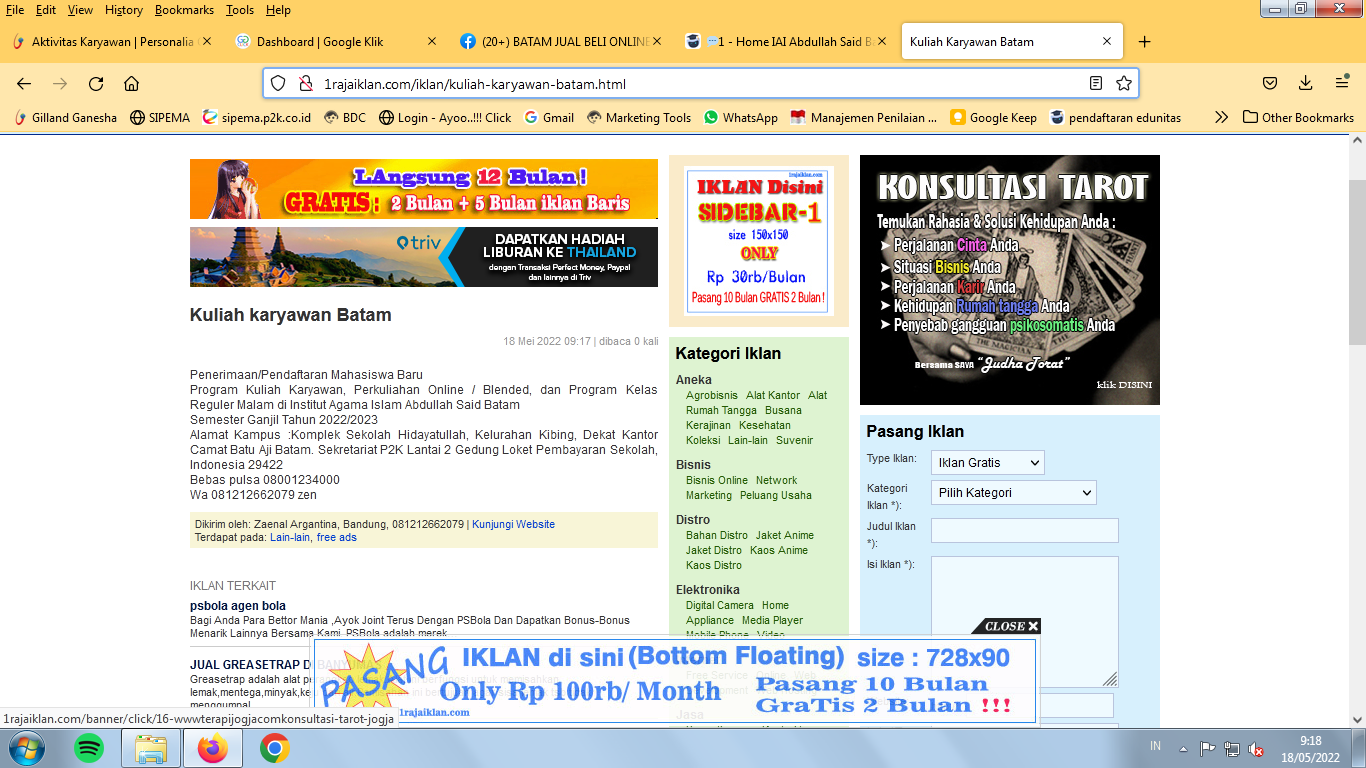 File Edit View History Bookmarks Tools Help
Aktivitas Karyawan | Personalia
Dashboard | Google Klik
(20+) BATAM JUAL BELI ONLINE
1 - Home IAI Abdullah Said B
Kuliah Karyawan Batam
1rajaiklan.com/iklan/kuliah-karyawan-batam.html
Gilland Ganesha SIPEMA sipema.p2k.co.id BDC Login - Ayoo..!!! Click Gmail Marketing Tools WhatsApp Manajemen Penilaian ... Google Keep pendaftaran edunitas Other Bookmarks
LAngsung 12 Bulan !
GRATIS : 2 Bulan + 5 Bulan iklan Baris
triv
DAPATKAN HADIAH
LIBURAN KE THAILAND
dengan Transaksi Perfect Money, Paypal
dan lainnya di Triv
Kuliah karyawan Batam
18 Mei 2022 09:17 | dibaca 0 kali
Penerimaan/Pendaftaran Mahasiswa Baru
Program Kuliah Karyawan, Perkuliahan Online / Blended, dan Program Kelas
Reguler Malam di Institut Agama Islam Abdullah Said Batam
Semester Ganjil Tahun 2022/2023
Alamat Kampus :Komplek Sekolah Hidayatullah, Kelurahan Kibing, Dekat Kantor
Camat Batu Aji Batam. Sekretariat P2K Lantai 2 Gedung Loket Pembayaran Sekolah,
Indonesia 29422
Bebas pulsa 08001234000
Wa 081212662079 zen
Dikirim oleh: Zaenal Argantina, Bandung, 081212662079 | Kunjungi Website
Terdapat pada: Lain-lain, free ads
IKLAN TERKAIT
psbola agen bola
Bagi Anda Para Bettor Mania ,Ayok Joint Terus Dengan PSBola Dan Dapatkan Bonus-Bonus
Menarik Lainnya Bersama Kami. PSBola adalah merek
JUAL GREASETRAP DI BANYUMAS
Greasetrap adalah alat
lemak,mentega,minyak,
menggumpal
1rajaiklan.com
IKLAN Disini
SIDEBAR-1
size 150x150
ONLY
Rp 30rb/Bulan
Pasang 10 Bulan GRATIS 2 Bulan !
Kategori Iklan
Aneka
Agrobisnis Alat Kantor Alat
Rumah Tangga Busana
Kerajinan Kesehatan
Koleksi Lain-lain Suvenir
Bisnis
Bisnis Online Network
Marketing Peluang Usaha
Distro
Bahan Distro Jaket Anime
Jaket Distro Kaos Anime
Kaos Distro
Elektronika
Digital Camera Home
Appliance Media Player
Mobile Phone Video
Jasa
KONSULTASI TAROT
Temukan Rahasia & Solusi Kehidupan Anda :
Perjalanan Cinta Anda
Situasi Bisnis Anda
Perjalanan Karir Anda
Kehidupan Rumah tangga Anda
Penyebab gangguan psikosomatis Anda
Bersama SAYA "Judha Torat"
klik DISINI
Pasang Iklan
Type Iklan: Iklan Gratis
Kategori
Iklan *): Pilih Kategori
Judul Iklan
*):
Isi Iklan *):
CLOSE X
PASANG IKLAN di sini (Bottom Floating) size : 728x90
Only Rp 100rb/ Month
Pasang 10 Bulan
GraTis 2 Bulan !!!
1rajaiklan.com
1rajaiklan.com/banner/click/16-wwwterapijogjacomkonsultasi-tarot-jogja
IN
9:18
18/05/2022